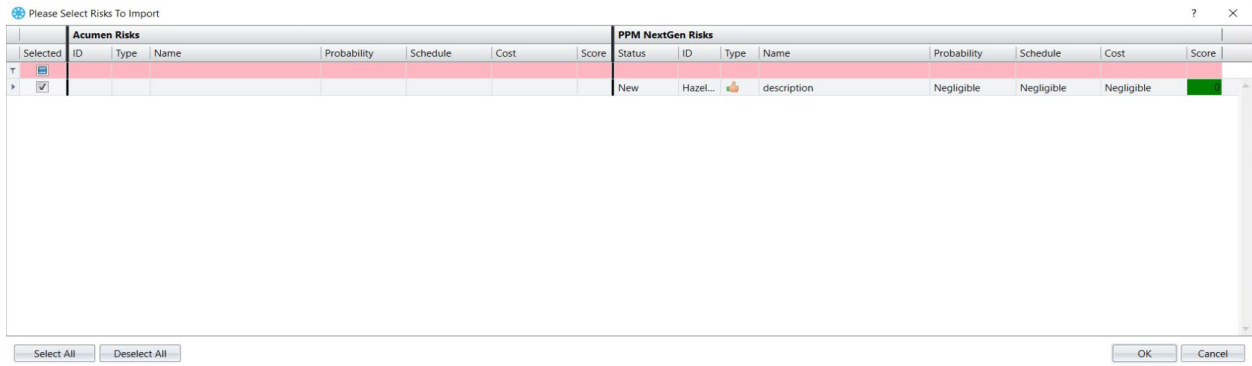 Please Select Risks To Import ?
Acumen Risks PPM NextGen Risks
Selected ID Type Name Probability Schedule Cost Score Status ID Type Name Probability Schedule Cost Score
New Hazel... description Negligible Negligible Negligible 0
Select All Deselect All OK Cancel